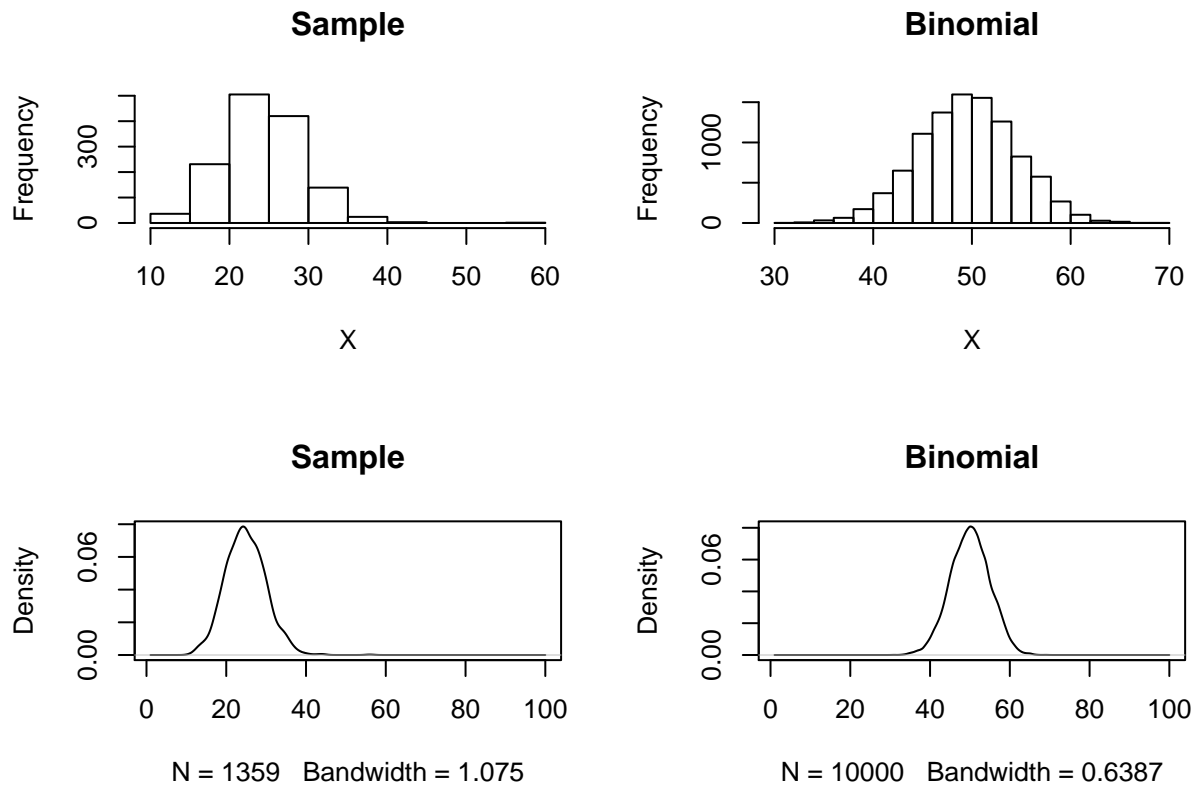 Sample
Frequency
0 300
10 20 30 40 50 60
X
Binomial
Frequency
0 1000
30 40 50 60 70
X
Sample
Density
0.00 0.06
0 20 40 60 80 100
N = 1359 Bandwidth = 1.075
Binomial
Density
0.00 0.06
0 20 40 60 80 100
N = 10000 Bandwidth = 0.6387